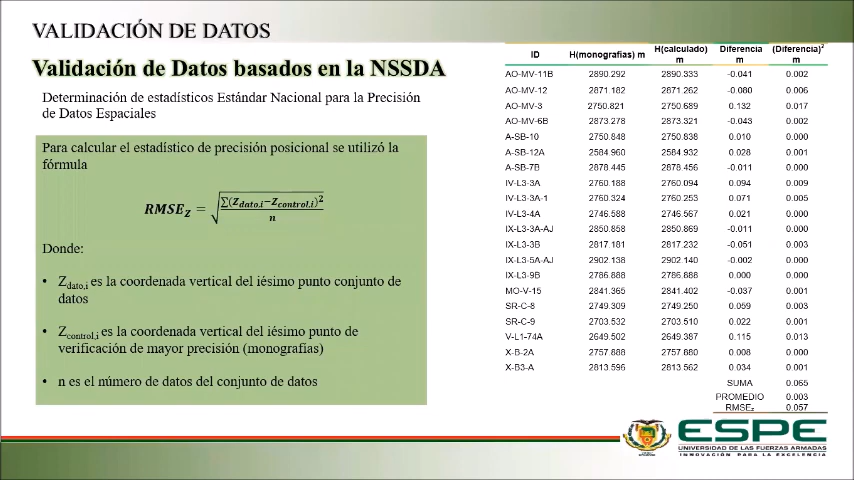 VALIDACIÓN DE DATOS
Validación de Datos basados en la NSSDA
Determinación de estadísticos Estándar Nacional para la Precisión
de Datos Espaciales
Para calcular el estadístico de precisión posicional se utilizó la
fórmula
RMSE_Z = √(∑(Z_dato,i−Z_control,i)²/n)
Donde:
• Z_dato,i es la coordenada vertical del iésimo punto conjunto de
datos
• Z_control,i es la coordenada vertical del iésimo punto de
verificación de mayor precisión (monografías)
• n es el número de datos del conjunto de datos
ID H(monografías) m H(calculado) m Diferencia m (Diferencia)² m
AO-MV-11B 2890.292 2890.333 -0.041 0.002
AO-MV-12 2871.182 2871.262 -0.080 0.006
AO-MV-3 2750.821 2750.689 0.132 0.017
AO-MV-6B 2873.278 2873.321 -0.043 0.002
A-SB-10 2750.848 2750.838 0.010 0.000
A-SB-12A 2584.960 2584.932 0.028 0.001
A-SB-7B 2878.445 2878.456 -0.011 0.000
IV-L3-3A 2760.188 2760.094 0.094 0.009
IV-L3-3A-1 2760.324 2760.253 0.071 0.005
IV-L3-4A 2746.588 2746.567 0.021 0.000
IX-L3-3A-AJ 2850.858 2850.869 -0.011 0.000
IX-L3-3B 2817.181 2817.232 -0.051 0.003
IX-L3-5A-AJ 2902.138 2902.140 -0.002 0.000
IX-L3-9B 2786.888 2786.888 0.000 0.000
MO-V-15 2841.365 2841.402 -0.037 0.001
SR-C-8 2749.309 2749.250 0.059 0.003
SR-C-9 2703.532 2703.510 0.022 0.001
V-L1-74A 2649.502 2649.387 0.115 0.013
X-B-2A 2757.888 2757.880 0.008 0.000
X-B3-A 2813.596 2813.562 0.034 0.001
SUMA 0.065
PROMEDIO 0.003
RMSEz 0.057
ESPE
UNIVERSIDAD DE LAS FUERZAS ARMADAS
INNOVACIÓN PARA LA EXCELENCIA